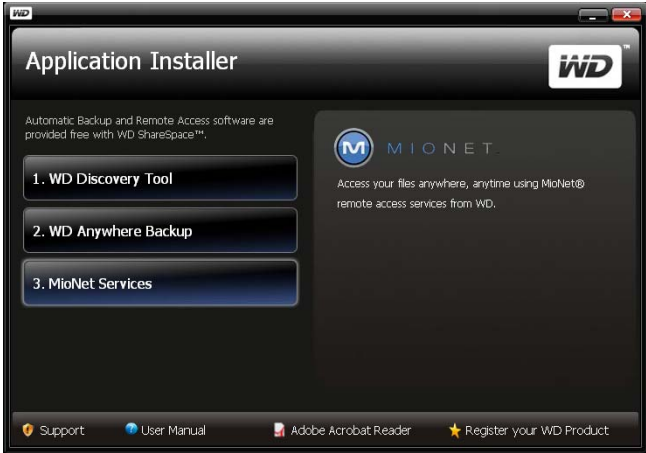 WD
Application Installer
WD™
Automatic Backup and Remote Access software are
provided free with WD ShareSpace™.
1. WD Discovery Tool
2. WD Anywhere Backup
3. MioNet Services
M MIONET
Access your files anywhere, anytime using MioNet®
remote access services from WD.
Support
User Manual
Adobe Acrobat Reader
Register your WD Product